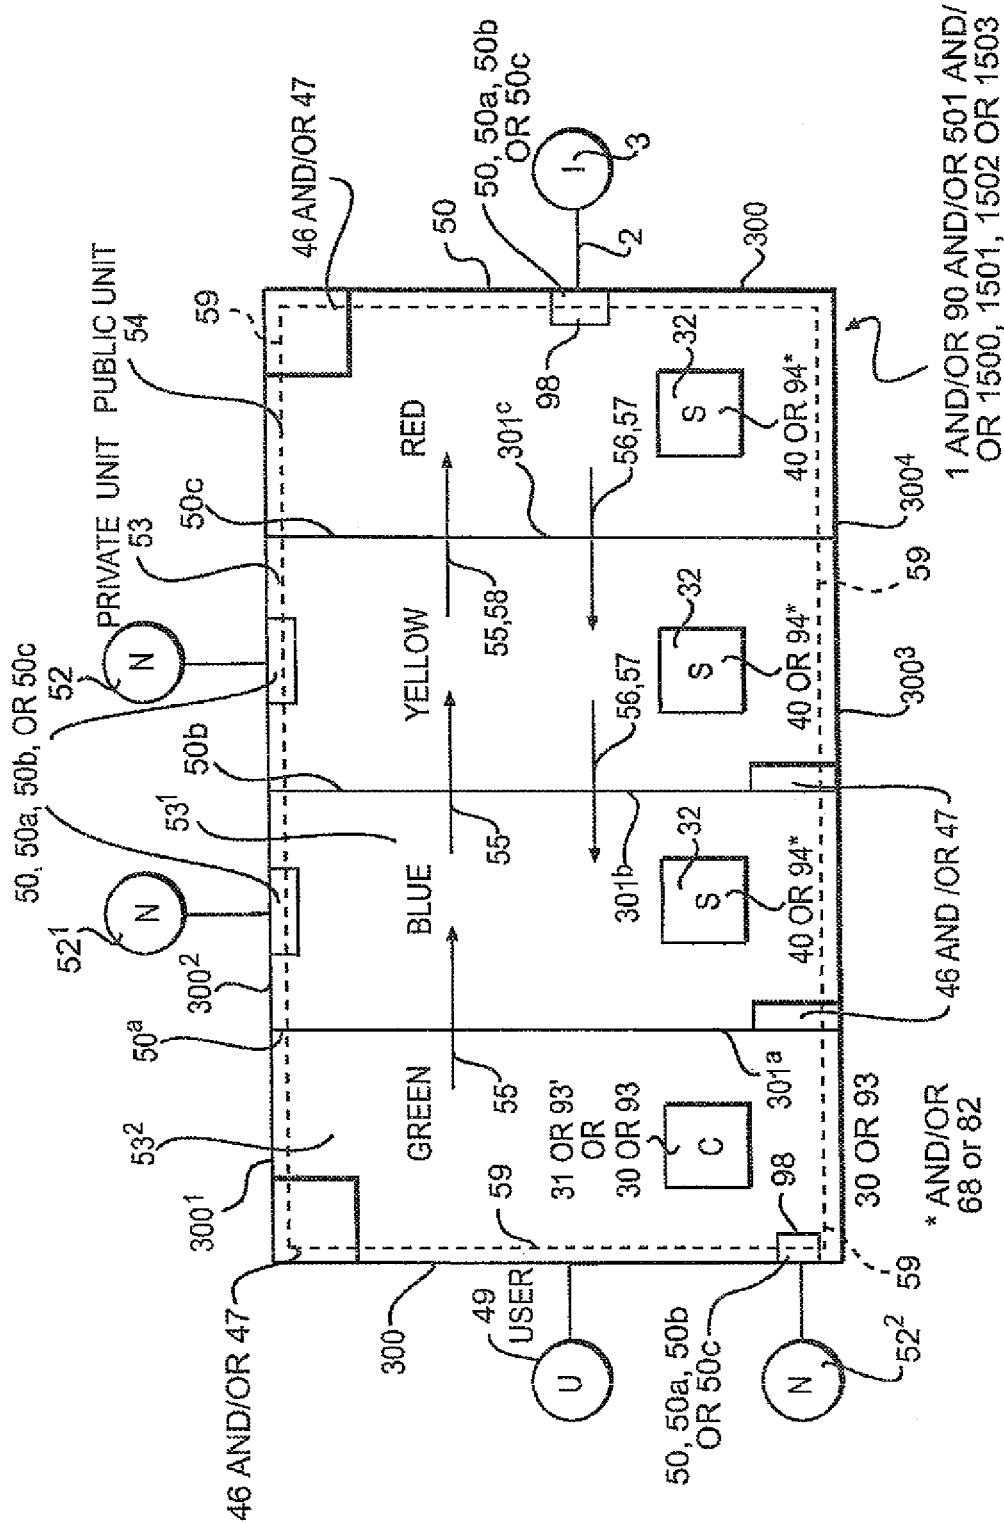 46 AND/OR 47
300¹
53²
50ᵃ
300²
52¹
N
50, 50a, 50b, OR 50c
53¹
50b
52
N
PRIVATE UNIT
53
50c
PUBLIC UNIT
54
59
46 AND/OR 47
300
49
USER
U
59
GREEN
55
BLUE
55
YELLOW
55,58
RED
301ᶜ
50
50, 50a, 50b
OR 50c
98
I
3
2
300
31 OR 93'
OR
30 OR 93
C
301ᵃ
301ᵇ
56,57
56,57
32
S
40 OR 94*
32
S
40 OR 94*
32
S
40 OR 94*
98
50, 50a, 50b
OR 50c
N
52²
59
30 OR 93
46 AND /OR 47
300³
59
300⁴
* AND/OR
68 or 82
1 AND/OR 90 AND/OR 501 AND/
OR 1500, 1501, 1502 OR 1503